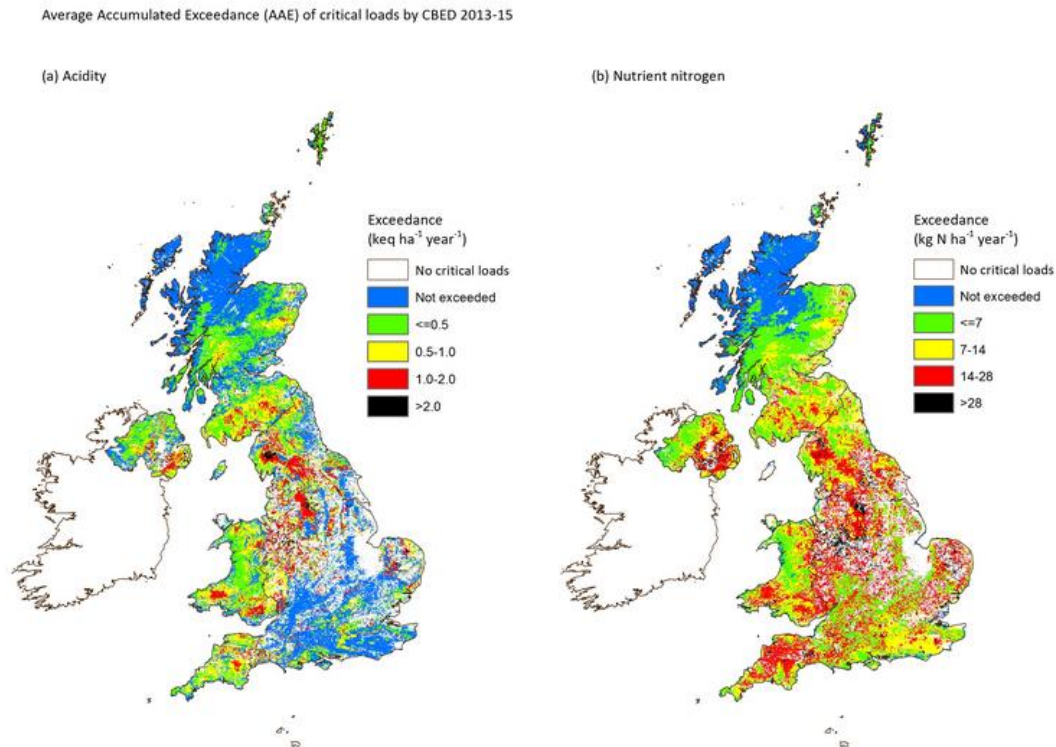 Average Accumulated Exceedance (AAE) of critical loads by CBED 2013-15
(a) Acidity
(b) Nutrient nitrogen
Exceedance
(keq ha⁻¹ year⁻¹)
No critical loads
Not exceeded
<=0.5
0.5-1.0
1.0-2.0
>2.0
Exceedance
(kg N ha⁻¹ year⁻¹)
No critical loads
Not exceeded
<=7
7-14
14-28
>28